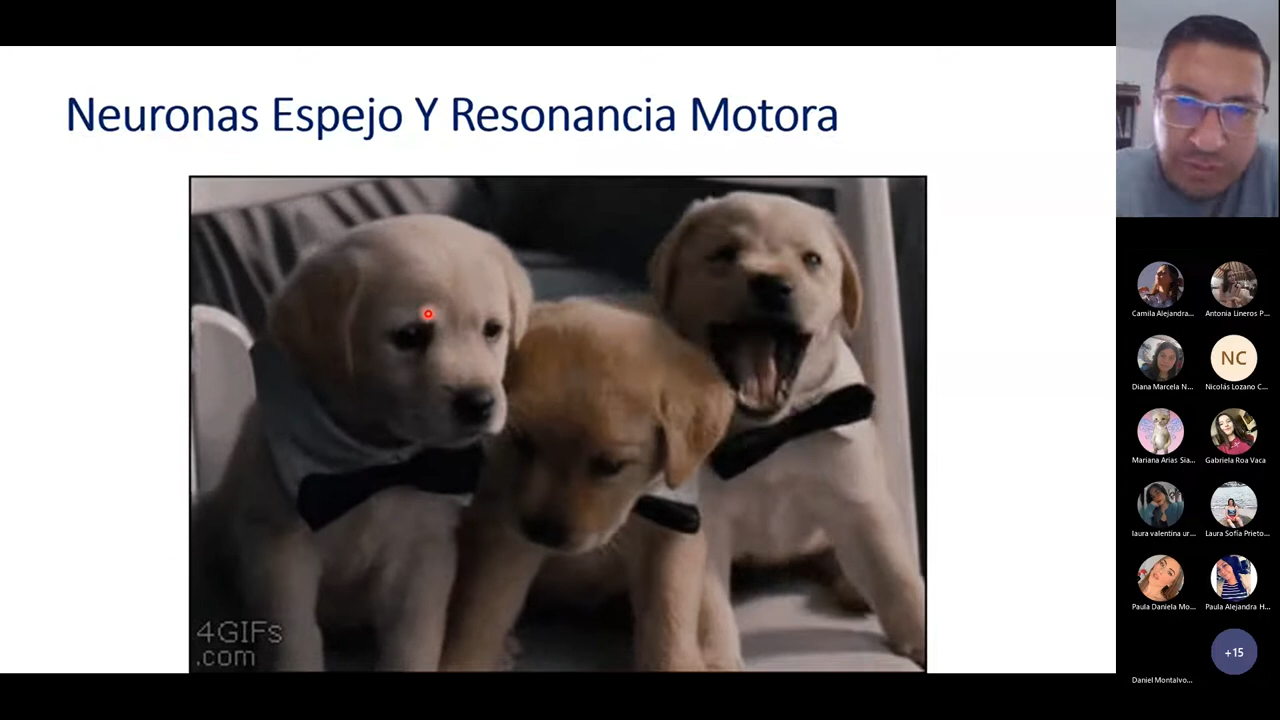 Neuronas Espejo Y Resonancia Motora
4GIFs
.com
Camila Alejandra...
Antonia Lineros P...
Diana Marcela N...
NC
Nicolás Lozano C...
Mariana Arias Sia...
Gabriela Roa Vaca
laura valentina ur...
Laura Sofía Prieto...
Paula Daniela Mo...
Paula Alejandra H...
+15
Daniel Montalvo...